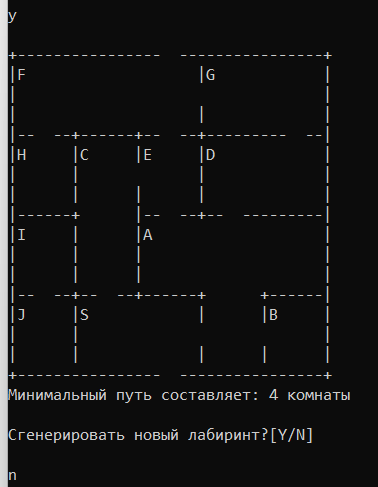 y
F G
H C E D
I A
J S B
Минимальный путь составляет: 4 комнаты
Сгенерировать новый лабиринт?[Y/N]
n